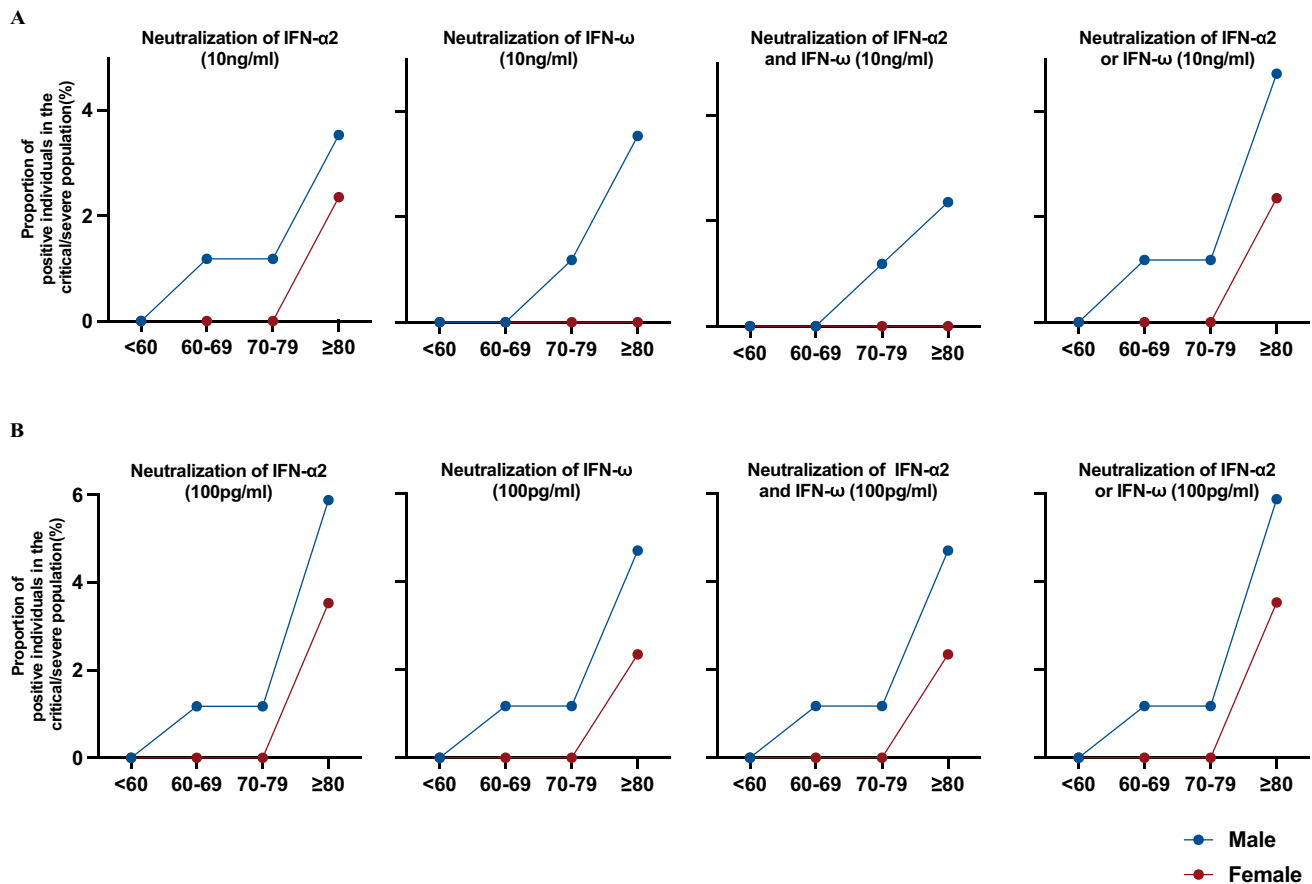 A
Neutralization of IFN-α2
(10ng/ml)
Neutralization of IFN-ω
(10ng/ml)
Neutralization of IFN-α2
and IFN-ω (10ng/ml)
Neutralization of IFN-α2
or IFN-ω (10ng/ml)
Proportion of
positive individuals in the
critical/severe population(%)
4
2
0
<60 60-69 70-79 ≥80
<60 60-69 70-79 ≥80
<60 60-69 70-79 ≥80
<60 60-69 70-79 ≥80
B
Neutralization of IFN-α2
(100pg/ml)
Neutralization of IFN-ω
(100pg/ml)
Neutralization of  IFN-α2
and IFN-ω (100pg/ml)
Neutralization of IFN-α2
or IFN-ω (100pg/ml)
Proportion of
positive individuals in the
critical/severe population(%)
6
4
2
0
<60 60-69 70-79 ≥80
<60 60-69 70-79 ≥80
<60 60-69 70-79 ≥80
<60 60-69 70-79 ≥80
Male
Female